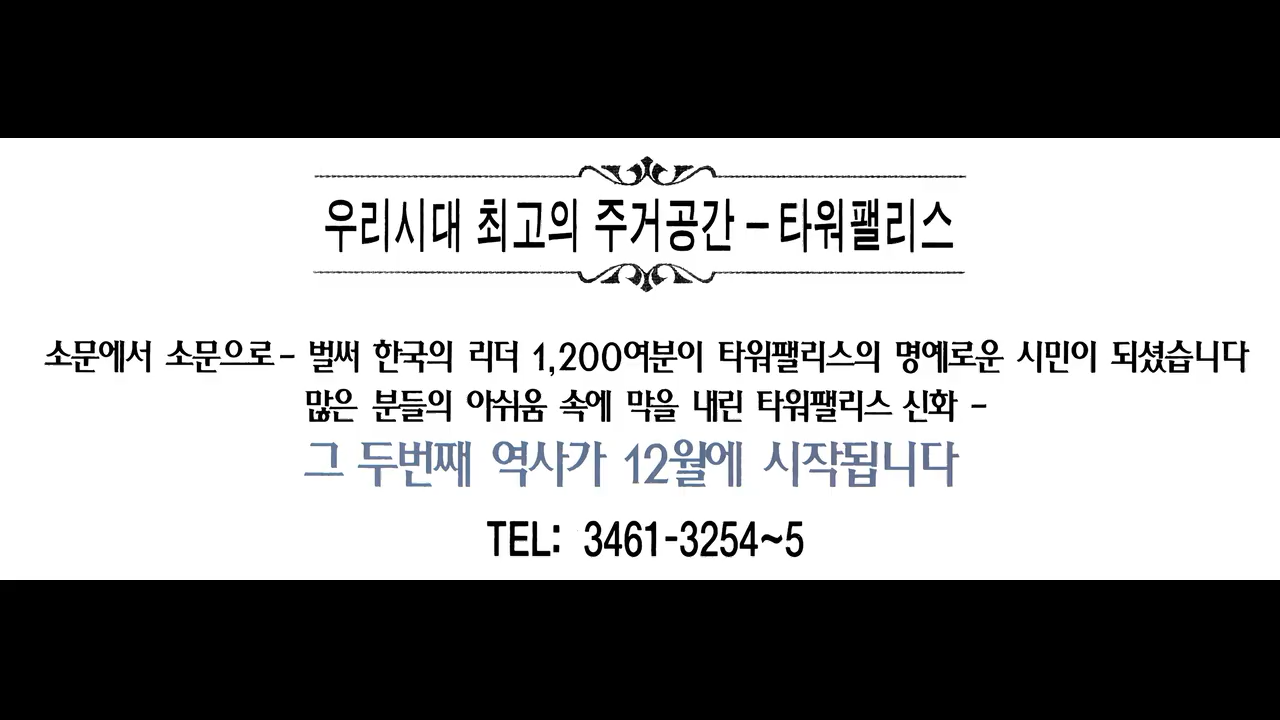 우리시대 최고의 주거공간 – 타워팰리스
소문에서 소문으로 – 벌써 한국의 리더 1,200여분이 타워팰리스의 명예로운 시민이 되셨습니다
많은 분들의 아쉬움 속에 막을 내린 타워팰리스 신화 –
그 두번째 역사가 12월에 시작됩니다
TEL: 3461-3254~5